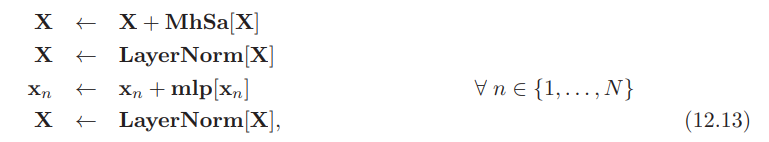 X ← X + MhSa[X]
X ← LayerNorm[X]
xₙ ← xₙ + mlp[xₙ] ∀ n ∈ {1, . . . , N}
X ← LayerNorm[X], (12.13)